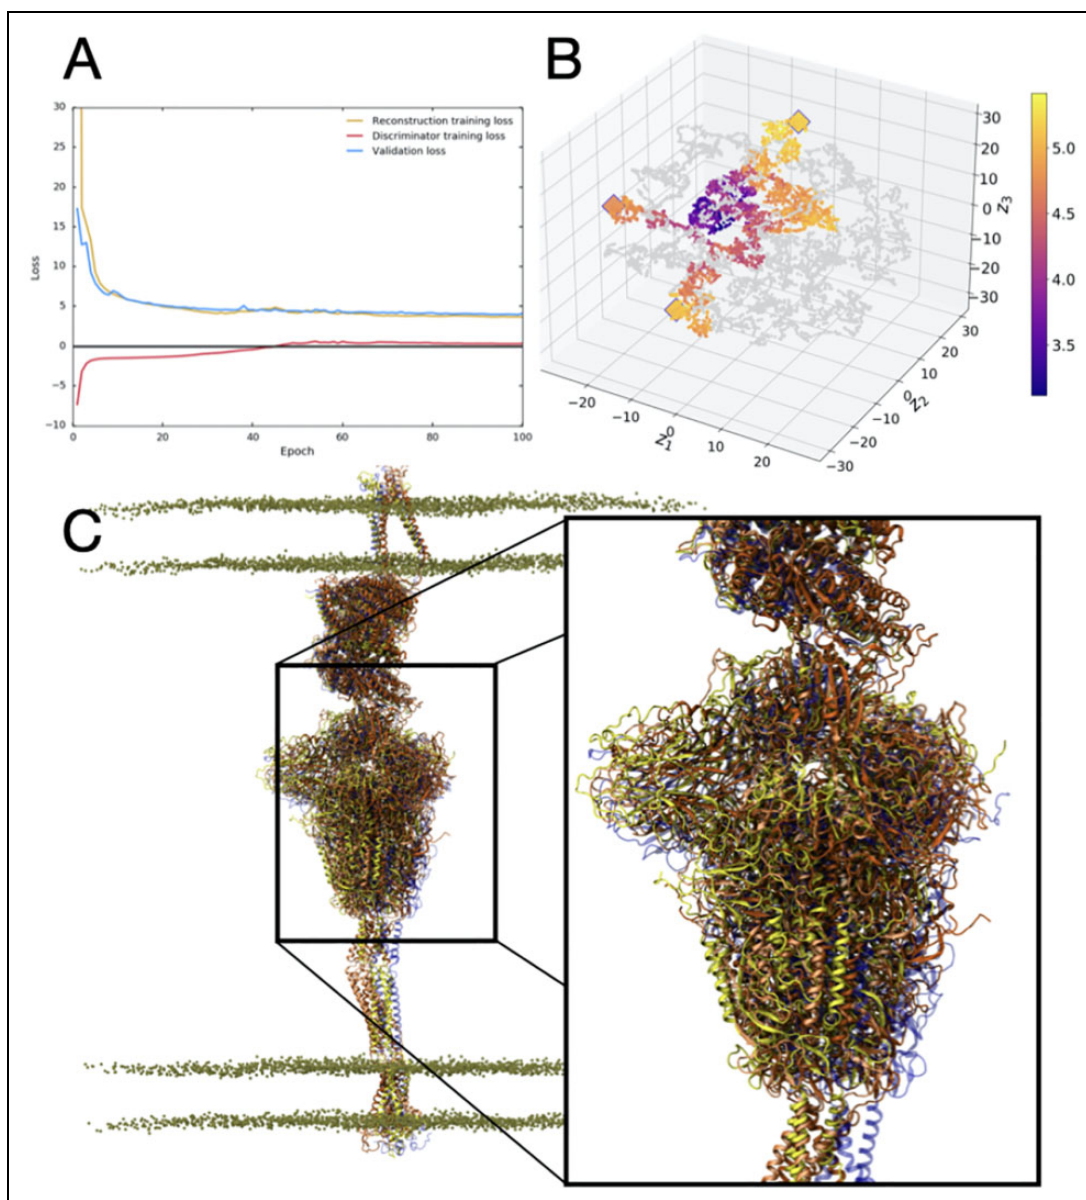 A
B
C
30
25
20
15
10
5
0
−5
−10
Loss
Reconstruction training loss
Discriminator training loss
Validation loss
0 20 40 60 80 100
Epoch
30
20
10
0
−10
−20
−30
z3
30
20
10
0
−10
−20
−30
z2
−20 −10 0 10 20
z1
5.0
4.5
4.0
3.5